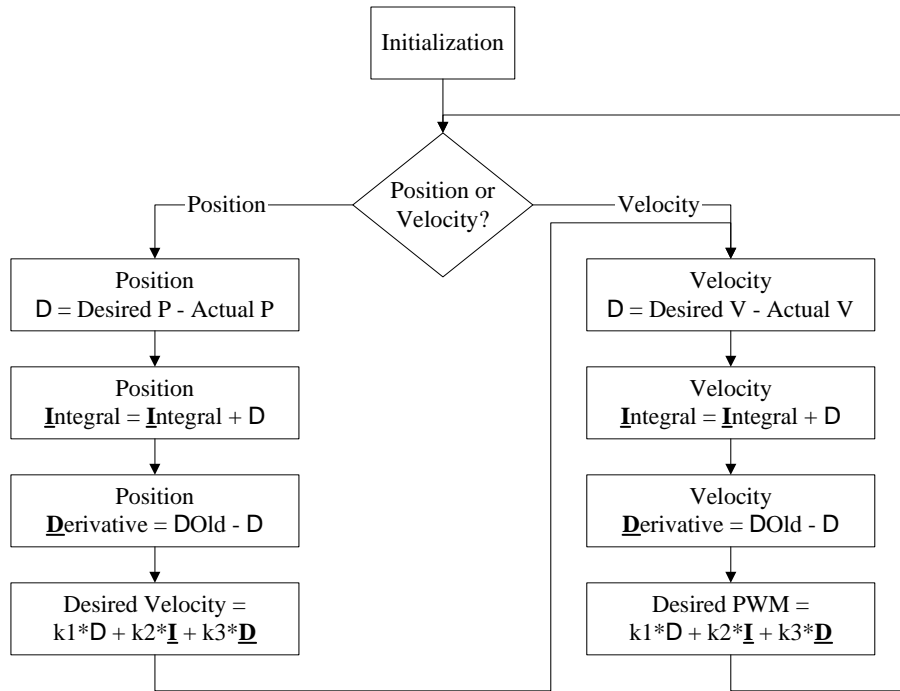 Initialization
Position or
Velocity?
Position
Velocity
Position
D = Desired P - Actual P
Position
Integral = Integral + D
Position
Derivative = DOld - D
Desired Velocity =
k1*D + k2*I + k3*D
Velocity
D = Desired V - Actual V
Velocity
Integral = Integral + D
Velocity
Derivative = DOld - D
Desired PWM =
k1*D + k2*I + k3*D